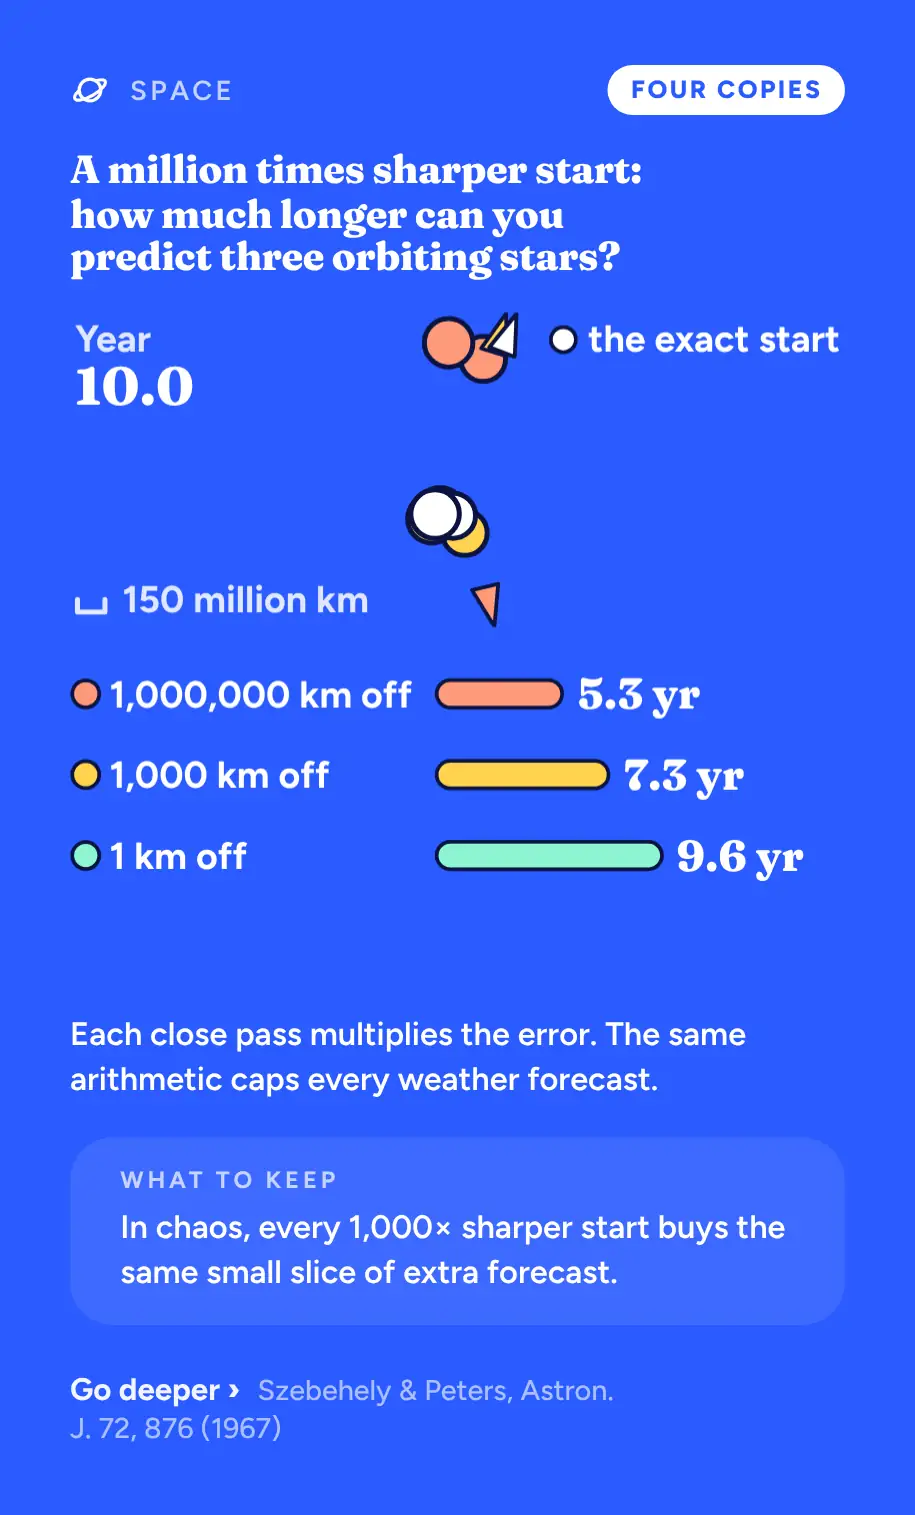 SPACE
FOUR COPIES
A million times sharper start:
how much longer can you
predict three orbiting stars?
Year
10.0
the exact start
150 million km
1,000,000 km off
5.3 yr
1,000 km off
7.3 yr
1 km off
9.6 yr
Each close pass multiplies the error. The same
arithmetic caps every weather forecast.
WHAT TO KEEP
In chaos, every 1,000× sharper start buys the
same small slice of extra forecast.
Go deeper › Szebehely & Peters, Astron.
J. 72, 876 (1967)